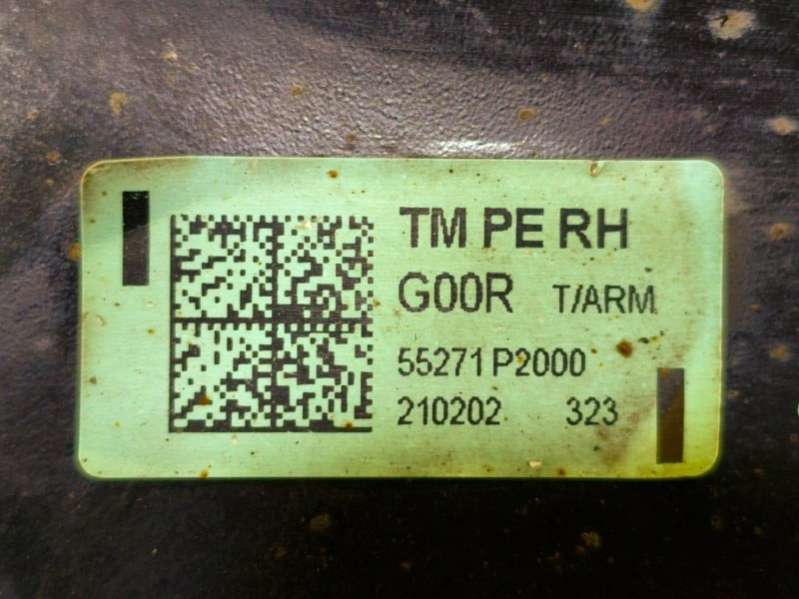 TM PE RH
G00R T/ARM
55271 P2000
210202 323